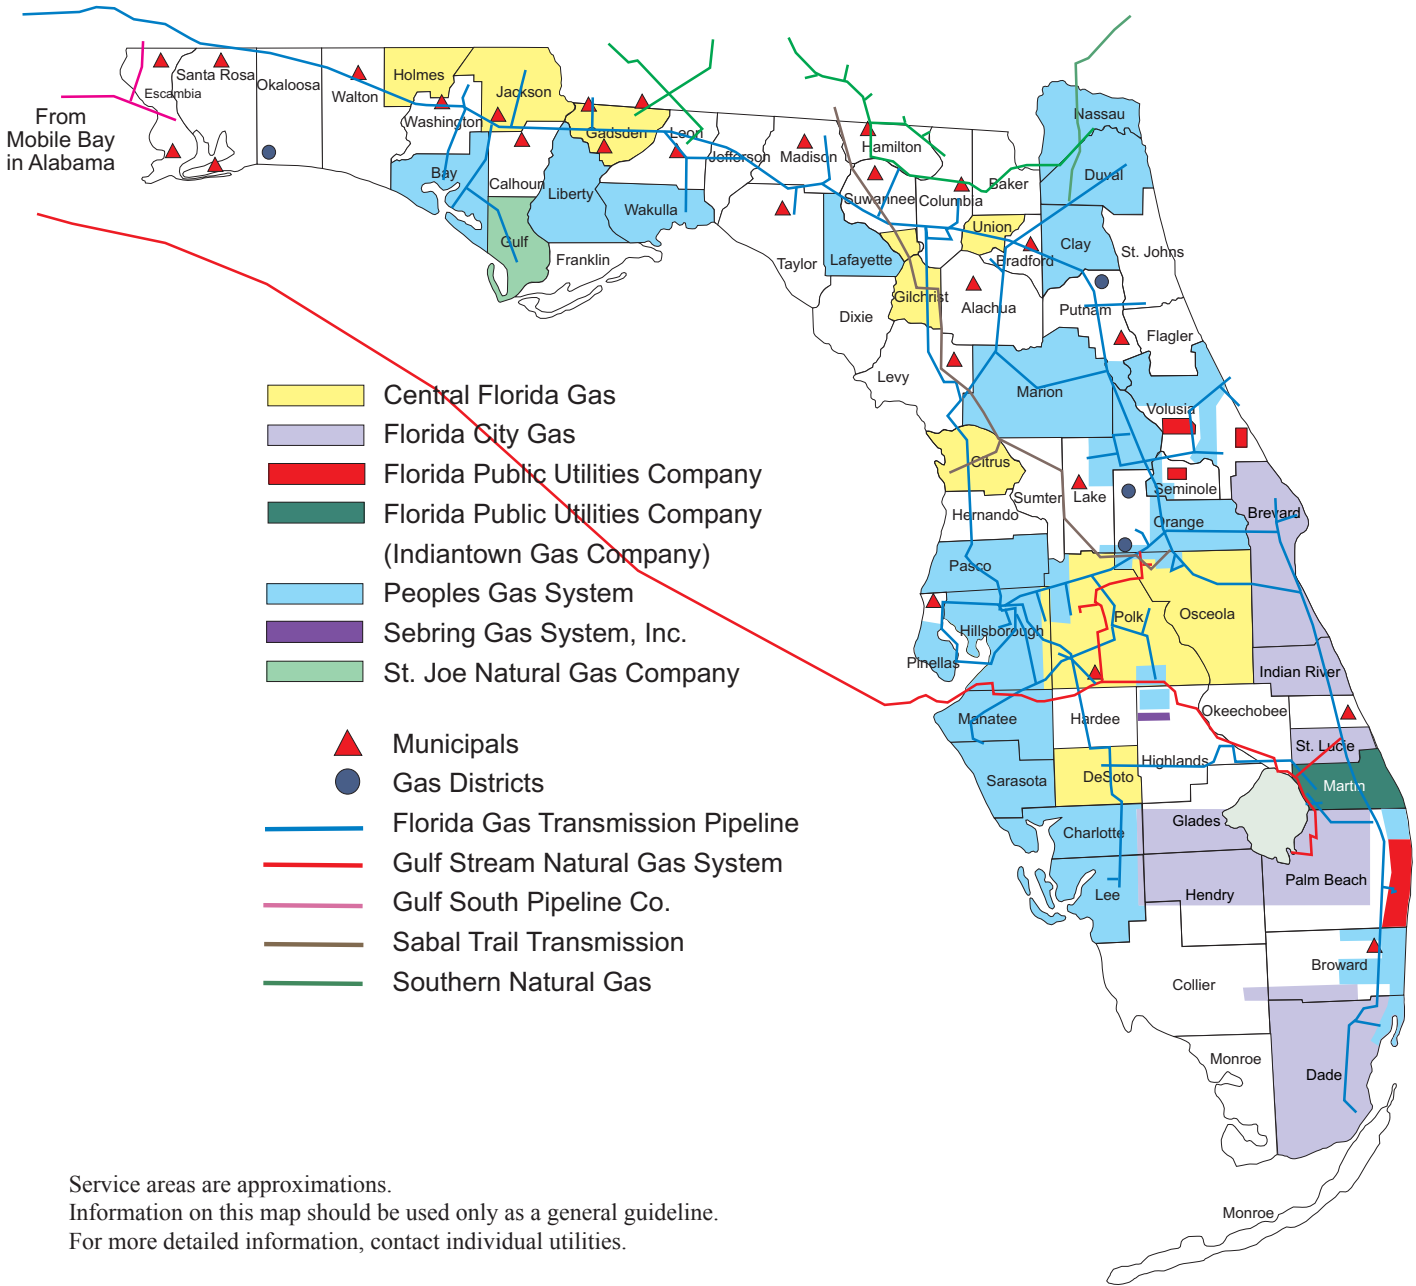 From
Mobile Bay
in Alabama
Escambia
Santa Rosa
Okaloosa
Walton
Holmes
Washington
Jackson
Bay
Calhoun
Gulf
Gadsden
Liberty
Franklin
Leon
Wakulla
Jefferson
Madison
Taylor
Hamilton
Suwannee
Lafayette
Dixie
Columbia
Gilchrist
Levy
Baker
Union
Bradford
Alachua
Nassau
Duval
Clay
St. Johns
Putnam
Flagler
Marion
Volusia
Citrus
Sumter
Lake
Seminole
Hernando
Orange
Brevard
Pasco
Pinellas
Hillsborough
Polk
Osceola
Indian River
Manatee
Hardee
Okeechobee
Highlands
St. Lucie
Sarasota
DeSoto
Martin
Charlotte
Glades
Lee
Hendry
Palm Beach
Collier
Broward
Monroe
Dade
Monroe
Central Florida Gas
Florida City Gas
Florida Public Utilities Company
Florida Public Utilities Company
(Indiantown Gas Company)
Peoples Gas System
Sebring Gas System, Inc.
St. Joe Natural Gas Company
Municipals
Gas Districts
Florida Gas Transmission Pipeline
Gulf Stream Natural Gas System
Gulf South Pipeline Co.
Sabal Trail Transmission
Southern Natural Gas
Service areas are approximations.
Information on this map should be used only as a general guideline.
For more detailed information, contact individual utilities.